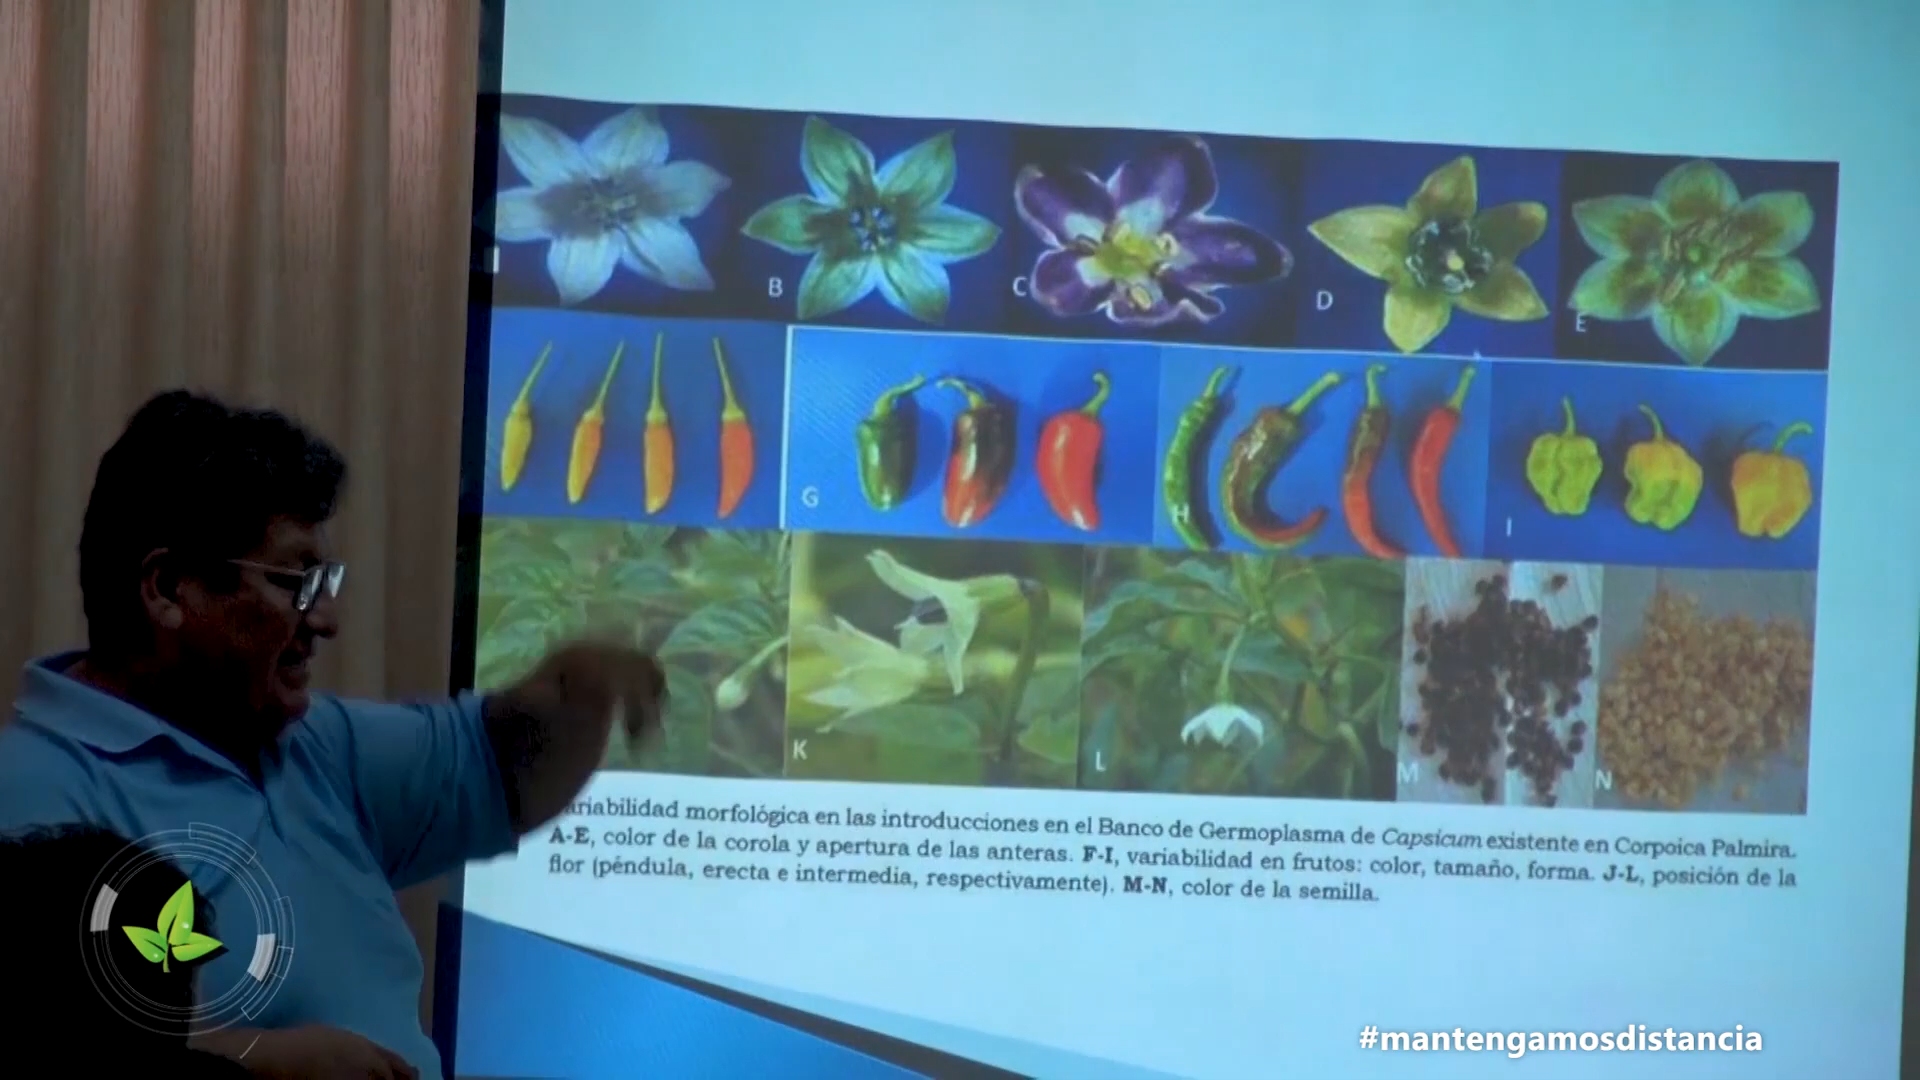 B
C
D
E
G
H
I
K
L
M
N
ariabilidad morfológica en las introducciones en el Banco de Germoplasma de Capsicum existente en Corpoica Palmira.
A-E, color de la corola y apertura de las anteras. F-I, variabilidad en frutos: color, tamaño, forma. J-L, posición de la
flor (péndula, erecta e intermedia, respectivamente). M-N, color de la semilla.
#mantengamosdistancia